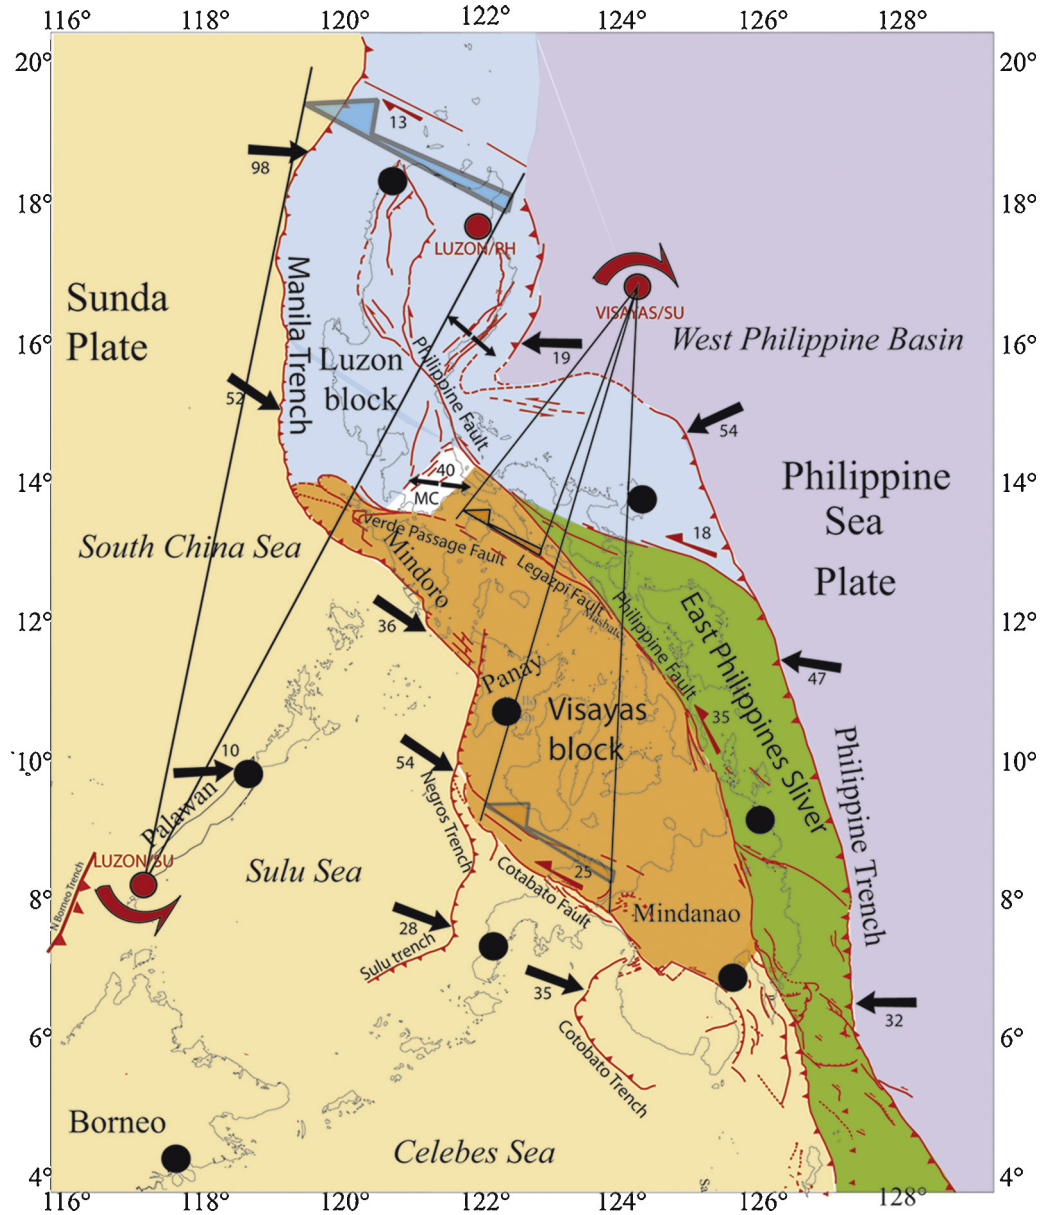 116°
118°
120°
122°
124°
126°
128°
20°
20°
13
98
18°
18°
LUZON/PH
Sunda
Plate
Manila Trench
VISAYAS/SU
16°
West Philippine Basin
16°
19
Luzon
block
Philippine Fault
52
54
14°
40
MC
Philippine
Sea
Plate
14°
18
South China Sea
Verde Passage Fault
Mindoro
Legazpi Fault
Masbate
12°
12°
36
Philippine Fault
East Philippines Sliver
47
Panay
Visayas
block
35
10°
10
54
10°
Philippine Trench
Palawan
Negros Trench
LUZON/SU
Sulu Sea
25
N Borneo Trench
8°
Cotabato Fault
8°
Mindanao
28
Sulu trench
35
32
6°
6°
Cotobato Trench
Borneo
Celebes Sea
4°
Sa
4°
116°
118°
120°
122°
124°
126°
128°